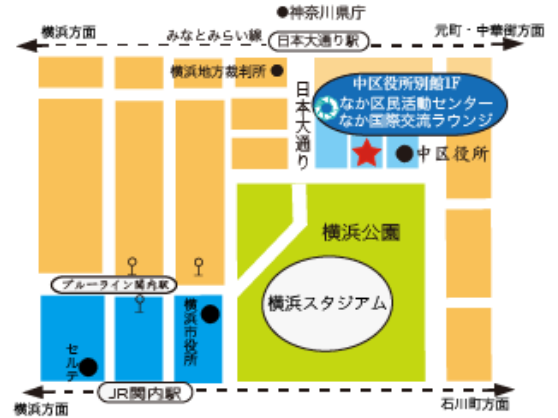 神奈川県庁
横浜方面
みなとみらい線
日本大通り駅
元町・中華街方面
横浜地方裁判所
日本大通り
中区役所別館1F
なか区民活動センター
なか国際交流ラウンジ
中区役所
横浜公園
横浜スタジアム
ブルーライン関内駅
横浜市役所
セルテ
JR関内駅
横浜方面
石川町方面